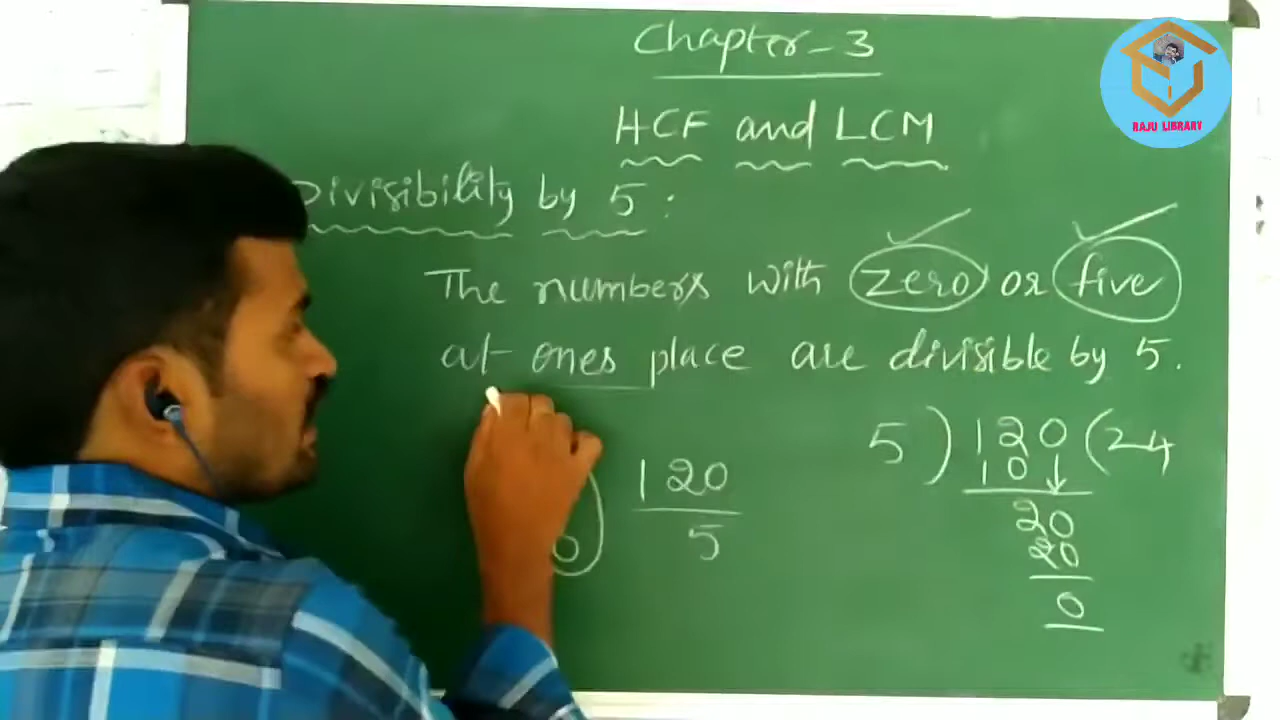 Chapter-3
HCF and LCM
Divisibility by 5:
The numbers with zero or five
at ones place are divisible by 5.
5) 120 (24
10
20
20
0
120
5
0
RAJU LIBRARY